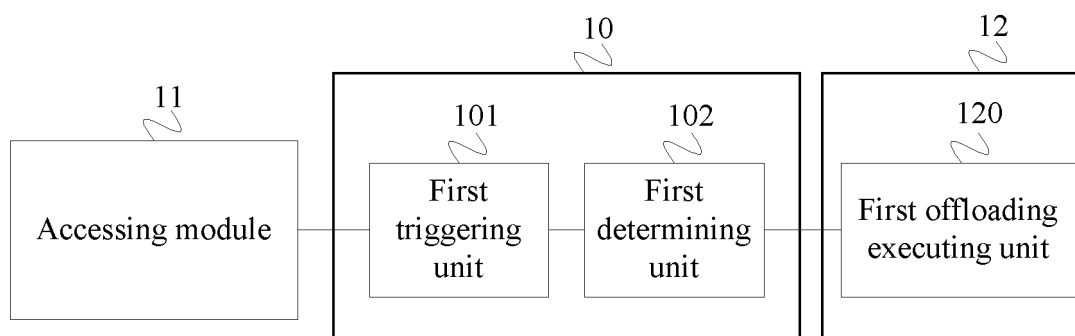 10
12
11
101
102
120
Accessing module
First
triggering
unit
First
determining
unit
First offloading
executing unit